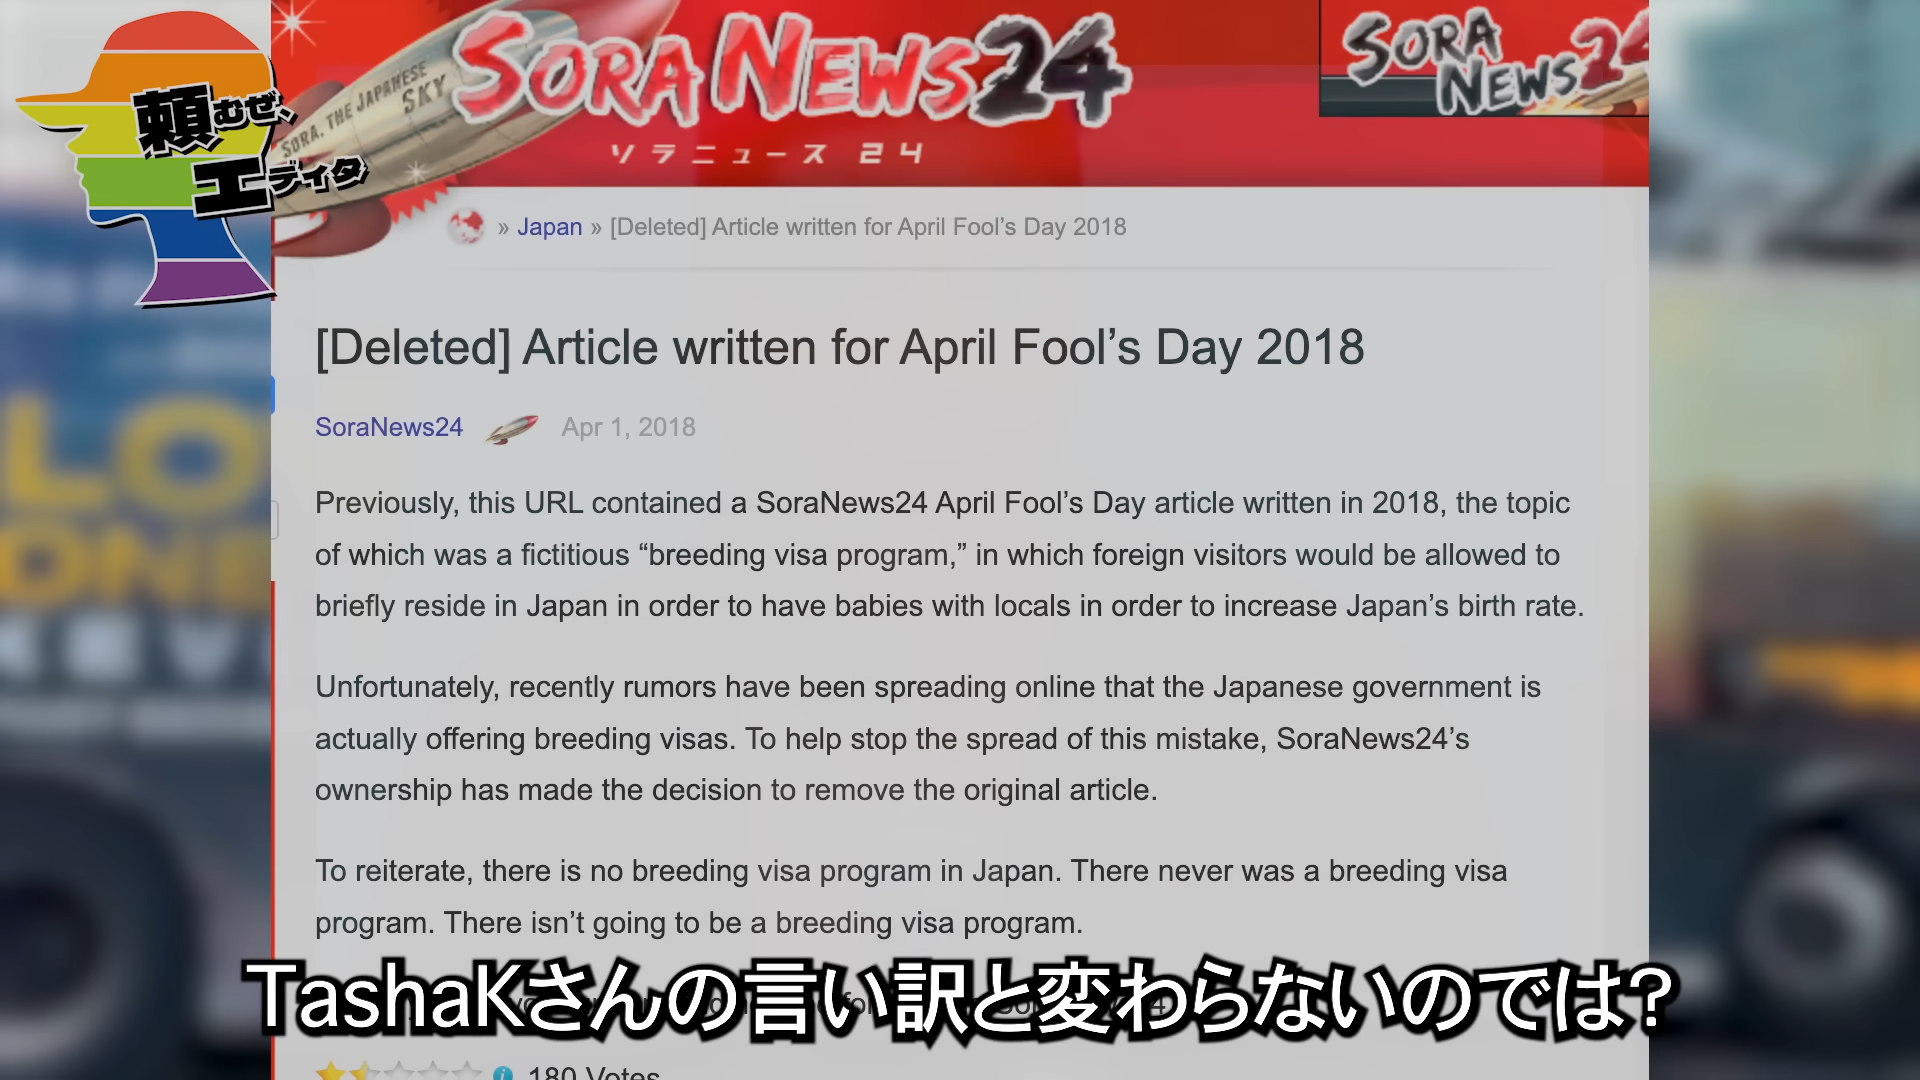 頼むぜ、
エディタ
SORA, THE JAPANESE
SKY
SORA NEWS24
ソラニュース 24
SORA
NEWS24
» Japan » [Deleted] Article written for April Fool’s Day 2018
[Deleted] Article written for April Fool’s Day 2018
SoraNews24 Apr 1, 2018
Previously, this URL contained a SoraNews24 April Fool’s Day article written in 2018, the topic
of which was a fictitious “breeding visa program,” in which foreign visitors would be allowed to
briefly reside in Japan in order to have babies with locals in order to increase Japan’s birth rate.
Unfortunately, recently rumors have been spreading online that the Japanese government is
actually offering breeding visas. To help stop the spread of this mistake, SoraNews24’s
ownership has made the decision to remove the original article.
To reiterate, there is no breeding visa program in Japan. There never was a breeding visa
program. There isn’t going to be a breeding visa program.
TashaKさんの言い訳と変わらないのでは?
180 Votes